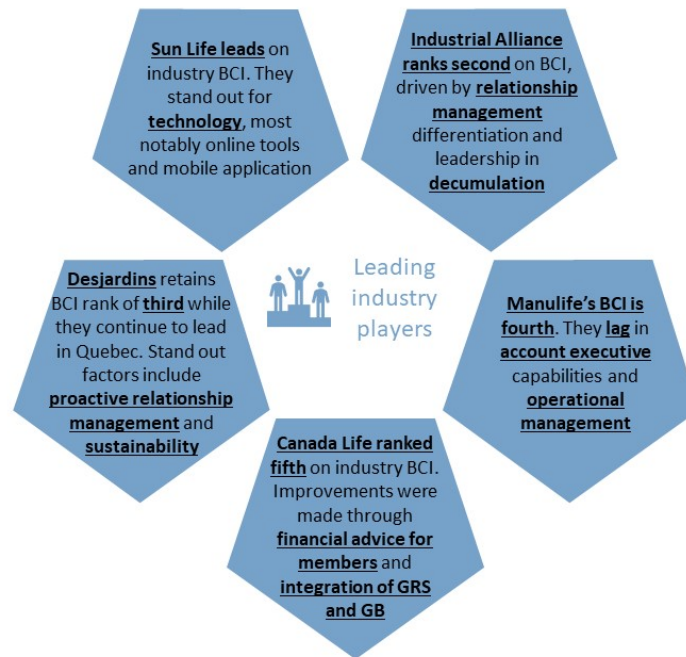 Sun Life leads on
industry BCI. They
stand out for
technology, most
notably online tools
and mobile application
Industrial Alliance
ranks second on BCI,
driven by relationship
management
differentiation and
leadership in
decumulation
Desjardins retains
BCI rank of third while
they continue to lead
in Quebec. Stand out
factors include
proactive relationship
management and
sustainability
Leading
industry
players
Manulife's BCI is
fourth. They lag in
account executive
capabilities and
operational
management
Canada Life ranked
fifth on industry BCI.
Improvements were
made through
financial advice for
members and
integration of GRS
and GB